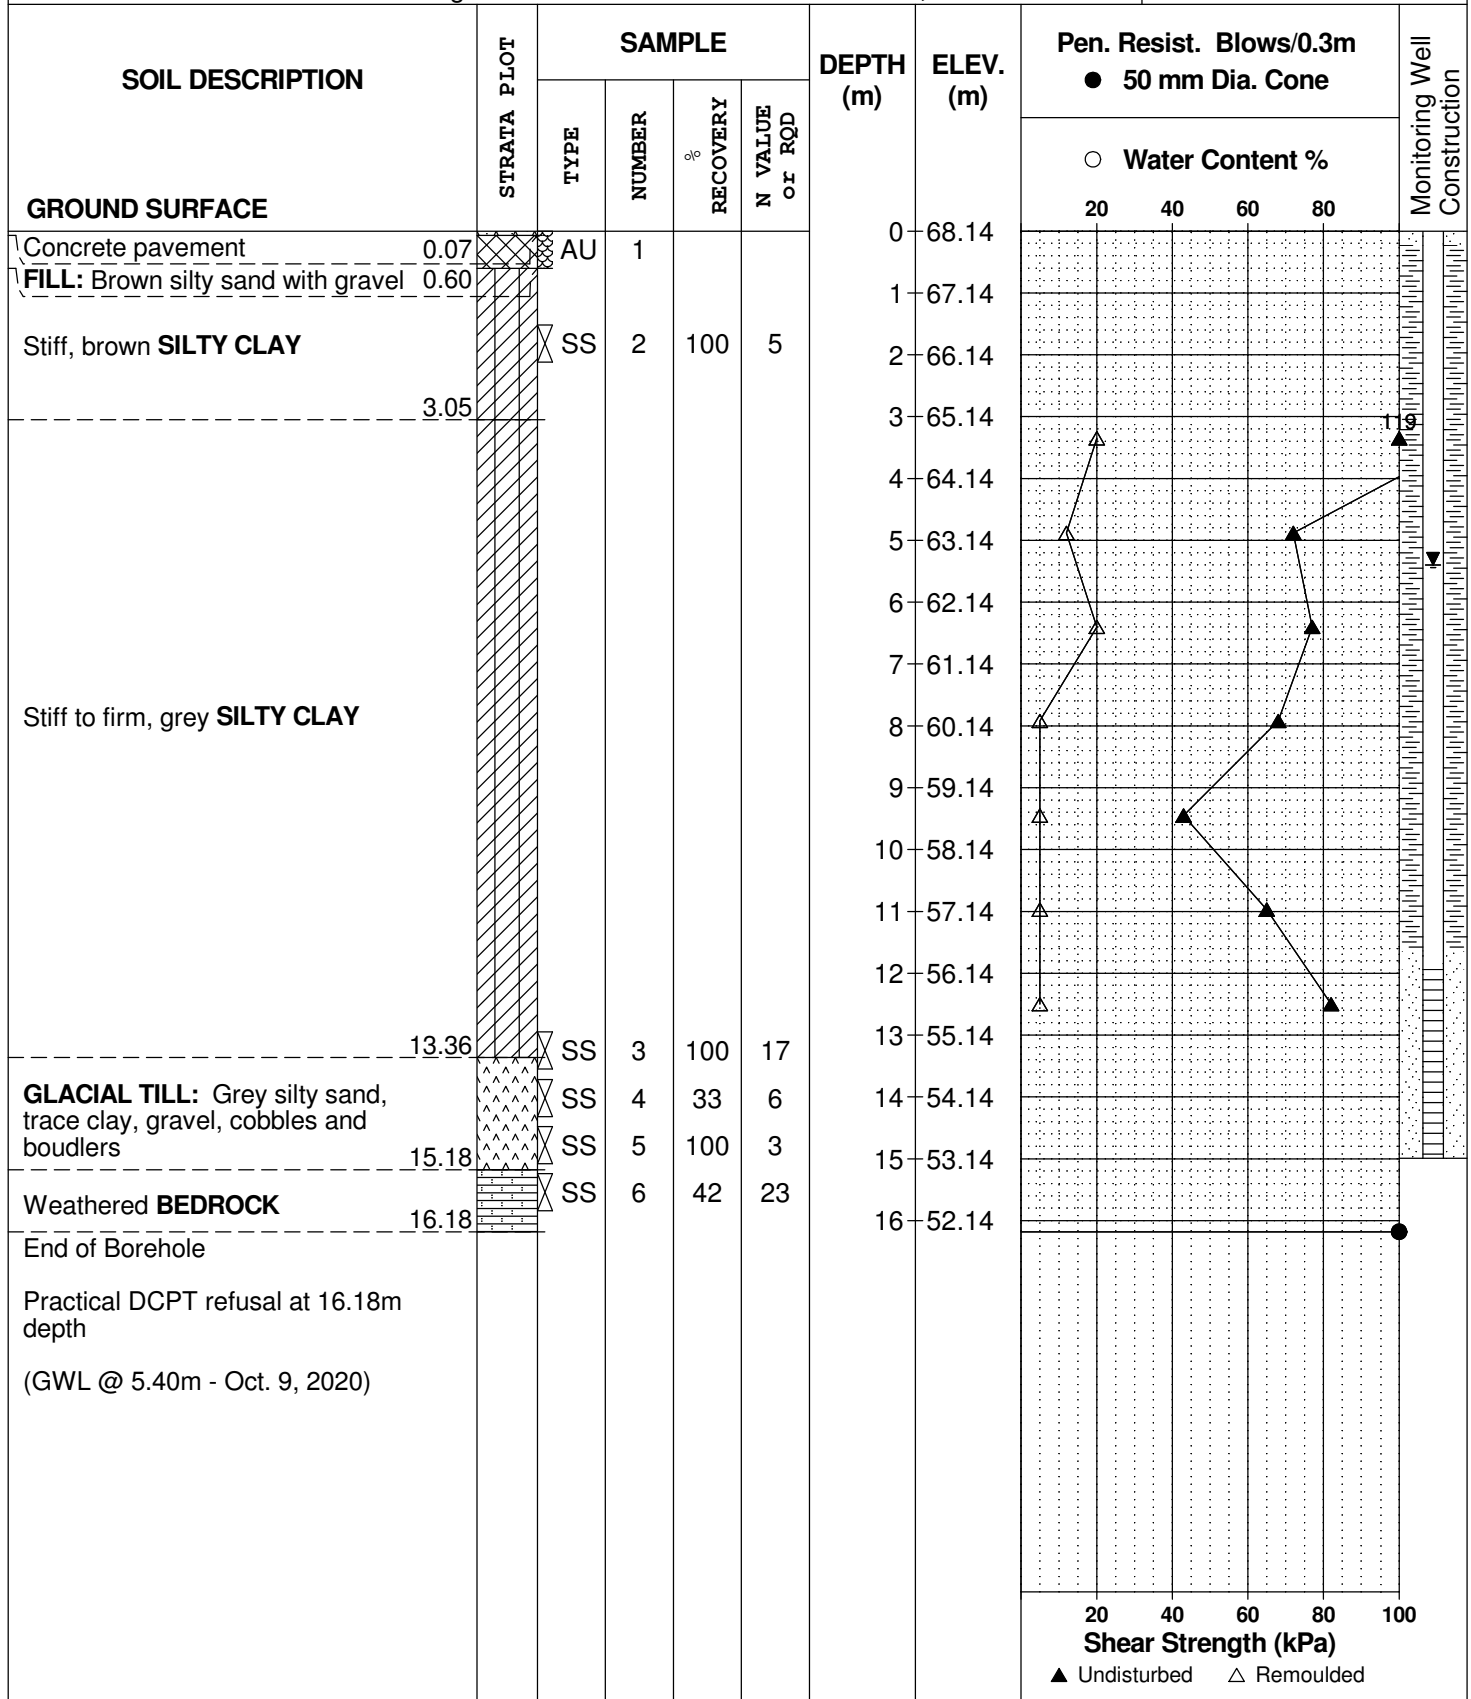 SOIL DESCRIPTION
GROUND SURFACE
STRATA PLOT
SAMPLE
TYPE
NUMBER
%
RECOVERY
N VALUE
or RQD
DEPTH
(m)
ELEV.
(m)
Pen. Resist. Blows/0.3m
● 50 mm Dia. Cone
○ Water Content %
20 40 60 80
Monitoring Well
Construction
Concrete pavement 0.07
AU 1
0 68.14
FILL: Brown silty sand with gravel 0.60
1 67.14
Stiff, brown SILTY CLAY
SS 2 100 5
2 66.14
3.05
3 65.14
119
4 64.14
5 63.14
6 62.14
7 61.14
Stiff to firm, grey SILTY CLAY
8 60.14
9 59.14
10 58.14
11 57.14
12 56.14
13 55.14
13.36
SS 3 100 17
GLACIAL TILL: Grey silty sand,
trace clay, gravel, cobbles and
boudlers
15.18
SS 4 33 6
14 54.14
SS 5 100 3
15 53.14
Weathered BEDROCK
16.18
SS 6 42 23
16 52.14
End of Borehole
Practical DCPT refusal at 16.18m
depth
(GWL @ 5.40m - Oct. 9, 2020)
20 40 60 80 100
Shear Strength (kPa)
▲ Undisturbed △ Remoulded